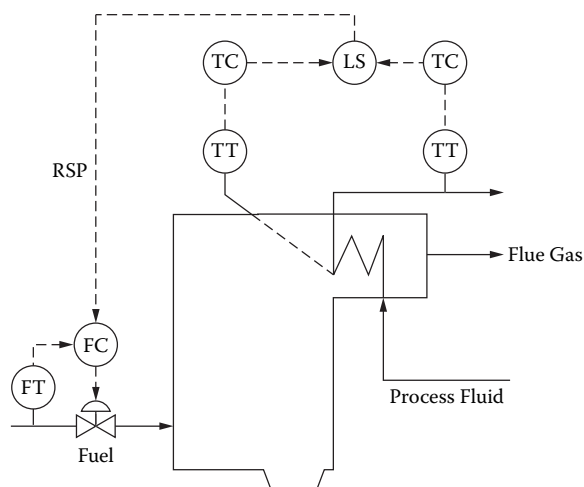 TC
LS
TC
TT
TT
RSP
Flue Gas
FC
FT
Process Fluid
Fuel